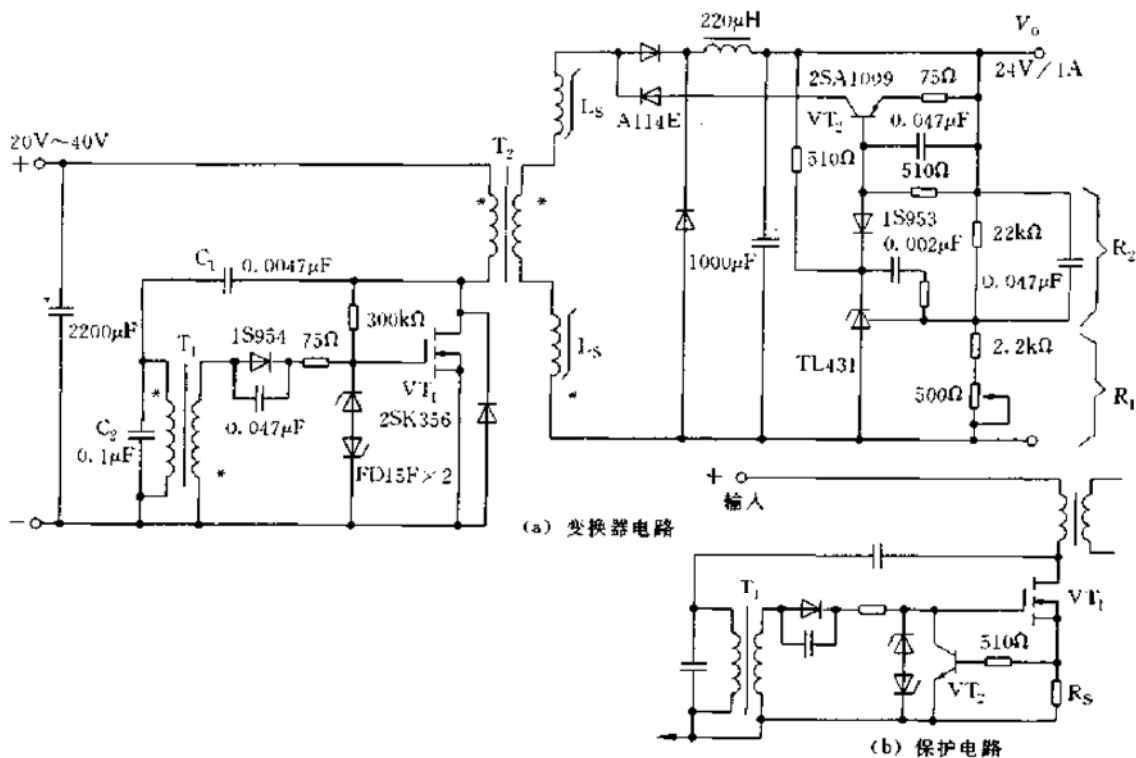 220μH
V₀
24V/1A
2SA1009
75Ω
VT₂
0.047μF
510Ω
510Ω
L_S
A114E
20V～40V
+
T₂
*
*
1S953
0.002μF
22kΩ
0.047μF
R₂
1000μF
C₁
0.0047μF
2200μF
300kΩ
T₁
1S954
75Ω
VT₁
2SK356
L_S
TL431
2.2kΩ
500Ω
R₁
*
C₂
0.1μF
0.047μF
*
FD15F×2
−
*
(a) 变换器电路
+
输入
T₁
VT₁
510Ω
VT₂
R_S
(b) 保护电路